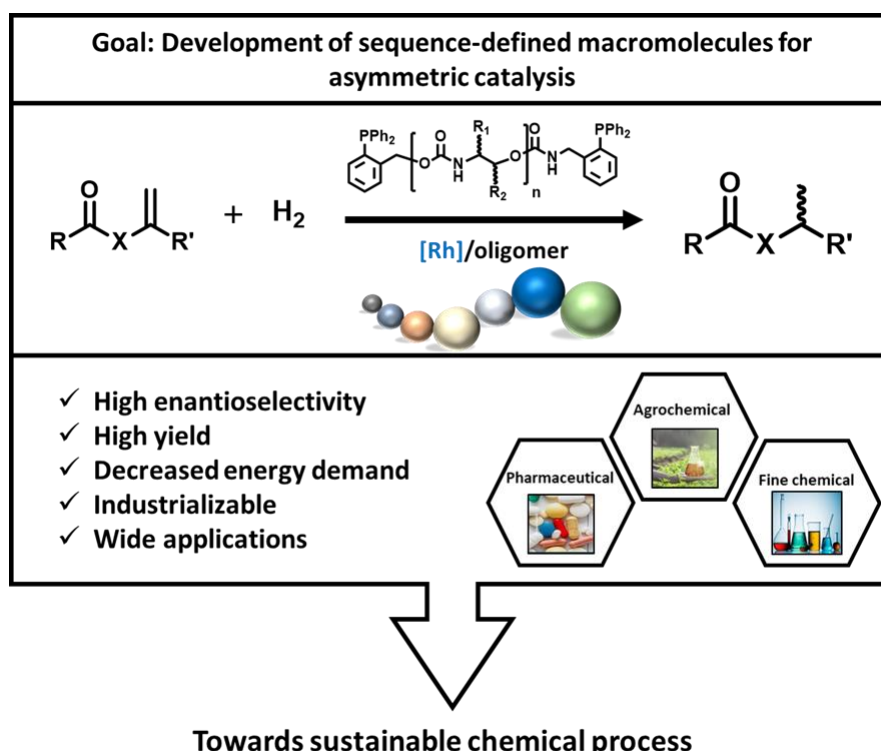 Goal: Development of sequence-defined macromolecules for
asymmetric catalysis
PPh2
O
N
H
R1
R2
O
n
O
NH
PPh2
O
R
X
R'
+
H2
[Rh]/oligomer
O
R
X
R'
✓ High enantioselectivity
✓ High yield
✓ Decreased energy demand
✓ Industrializable
✓ Wide applications
Agrochemical
Pharmaceutical
Fine chemical
Towards sustainable chemical process